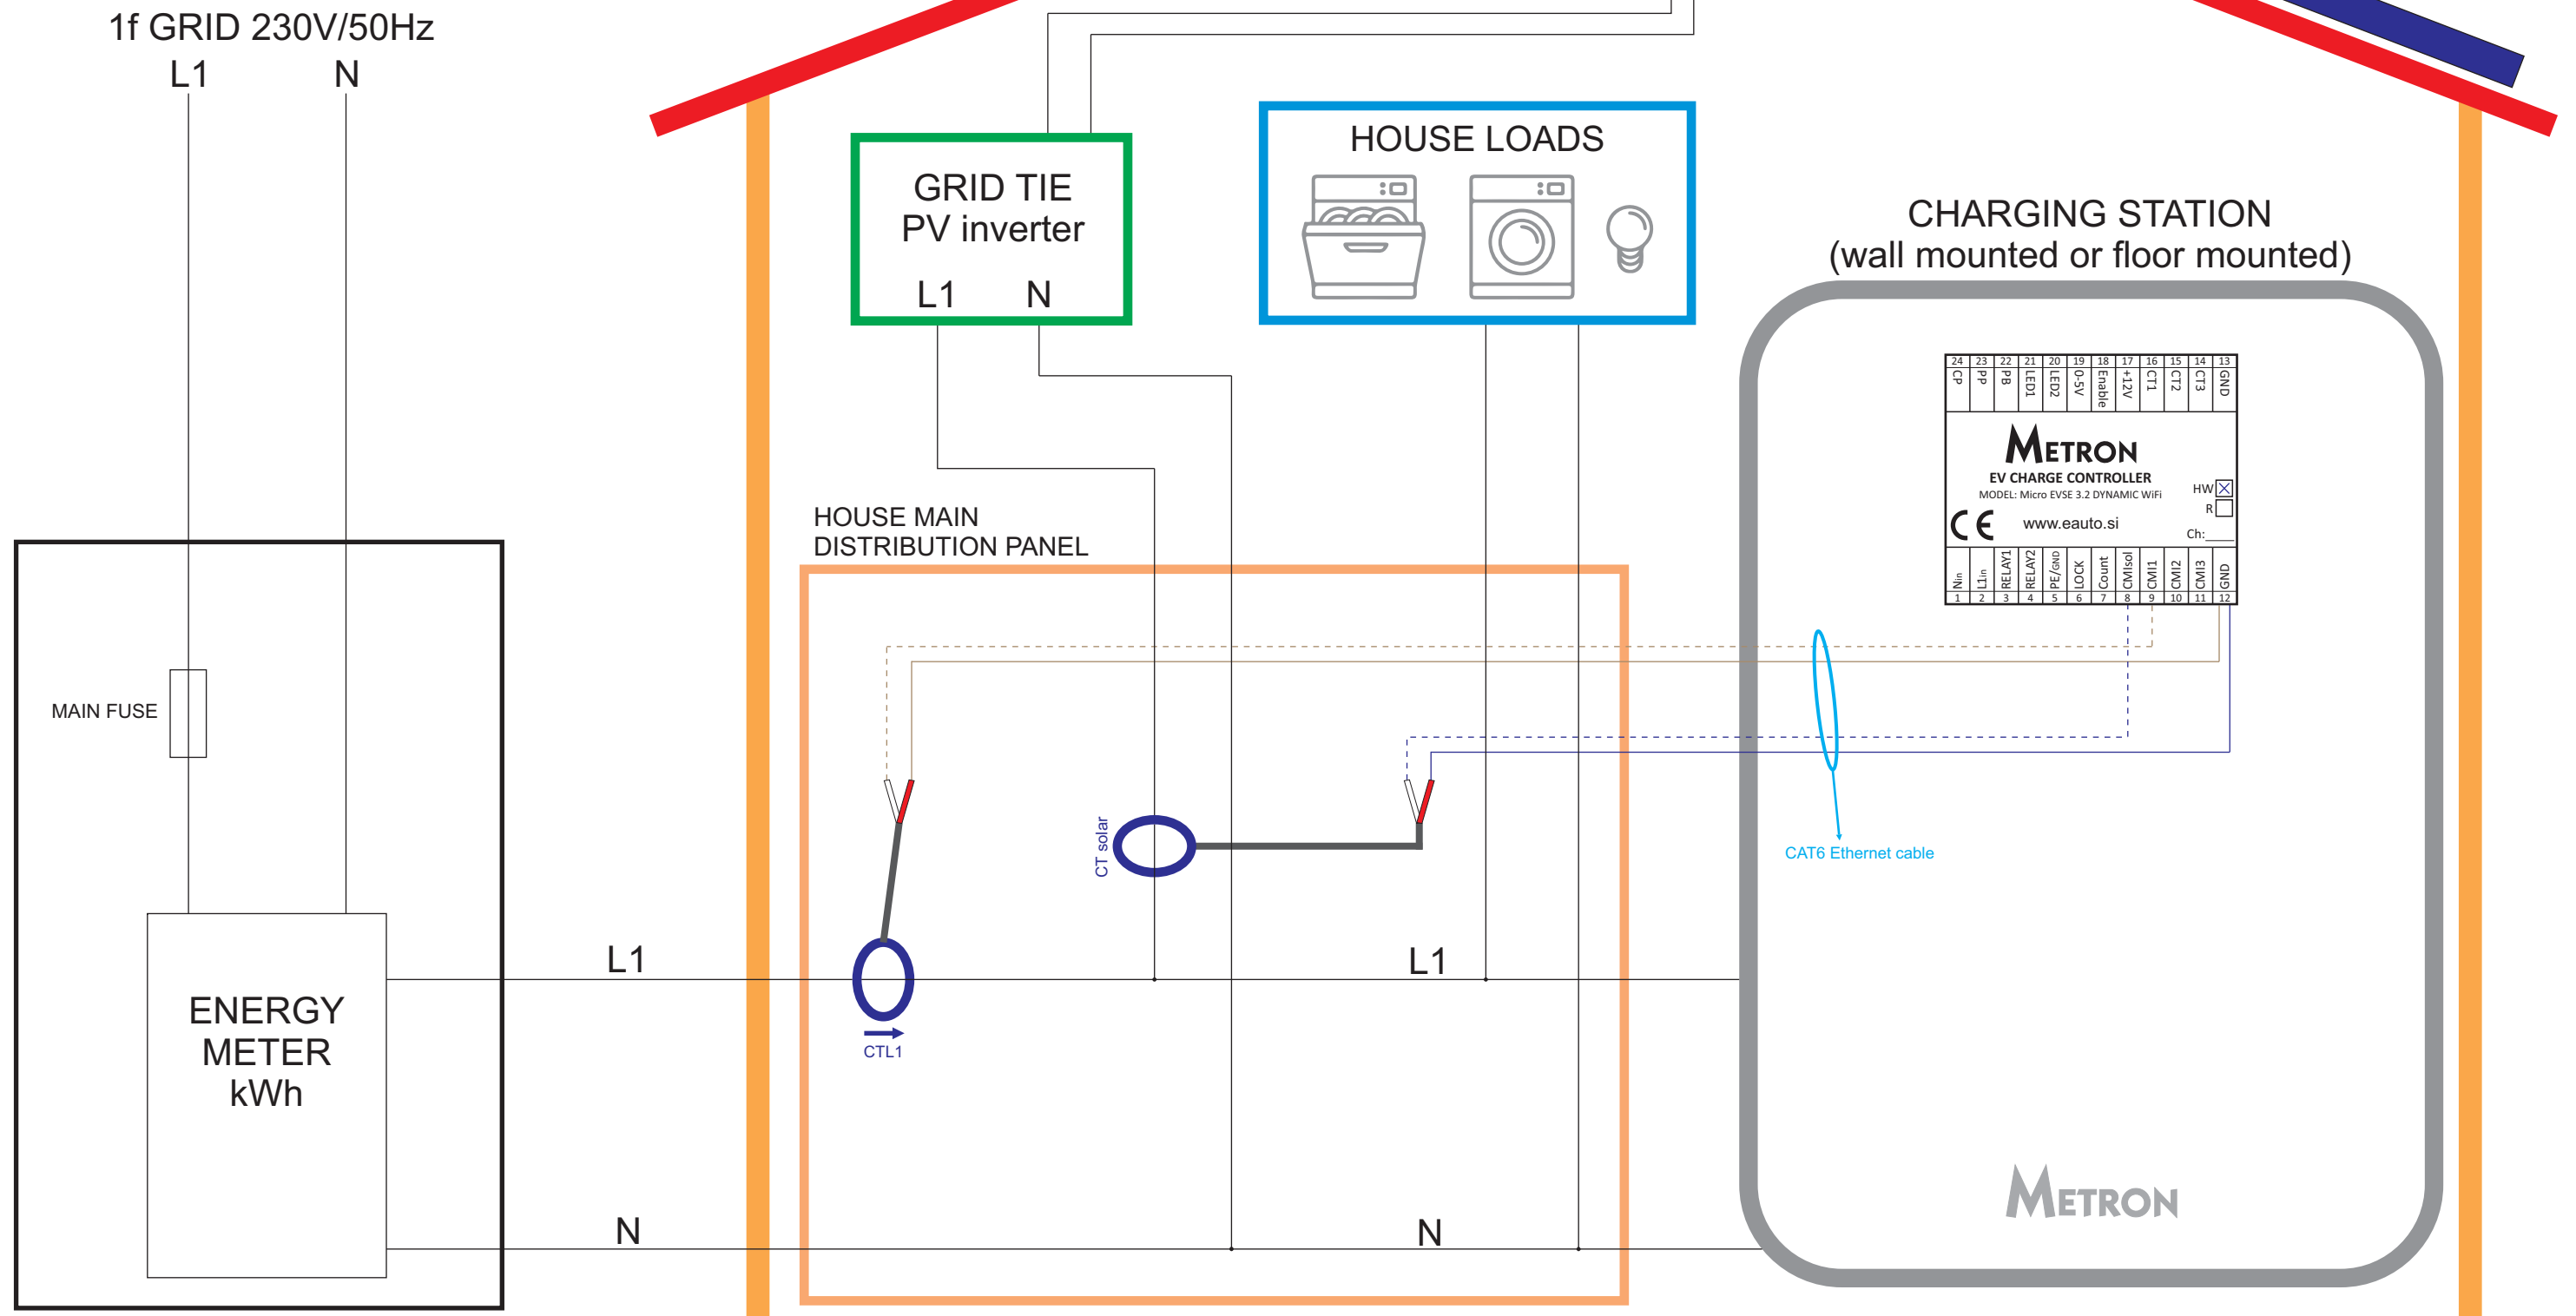 1f GRID 230V/50Hz
L1
N
GRID TIE
PV inverter
L1
N
HOUSE LOADS
CHARGING STATION
(wall mounted or floor mounted)
24 23 22 21 20 19 18 17 16 15 14 13
CP PP PB LED1 LED2 0-5V Enable +12V CT1 CT2 CT3 GND
METRON
EV CHARGE CONTROLLER
MODEL: Micro EVSE 3.2 DYNAMIC WiFi
HW
R
CE
www.eauto.si
Ch:____
Nin L1in RELAY1 RELAY2 PE/GND LOCK Count CMIsol CMI1 CMI2 CMI3 GND
1 2 3 4 5 6 7 8 9 10 11 12
HOUSE MAIN
DISTRIBUTION PANEL
MAIN FUSE
CT solar
CAT6 Ethernet cable
L1
L1
ENERGY
METER
kWh
CTL1
METRON
N
N